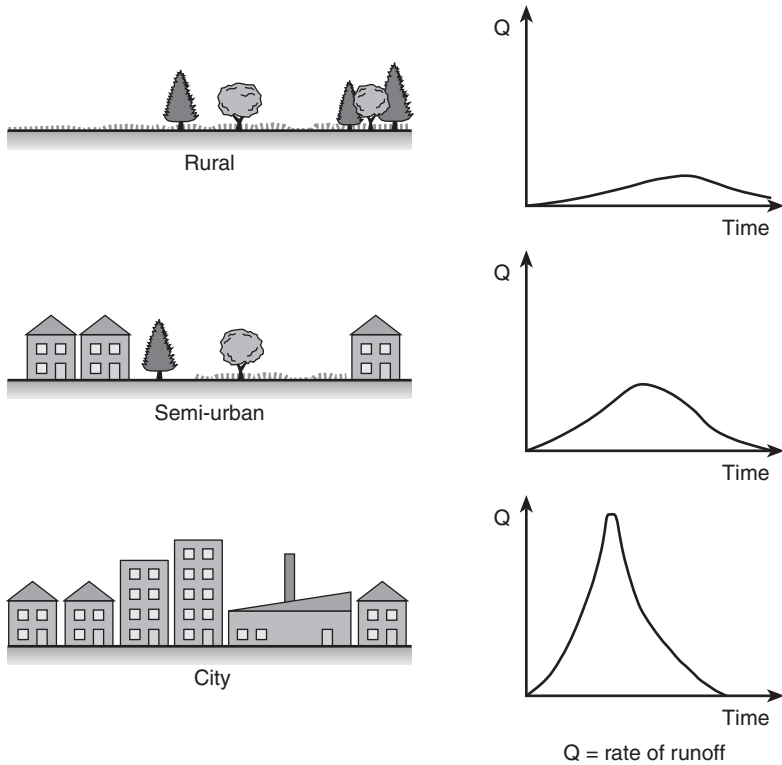 Q
Rural
Time
Q
Semi-urban
Time
Q
City
Time
Q = rate of runoff